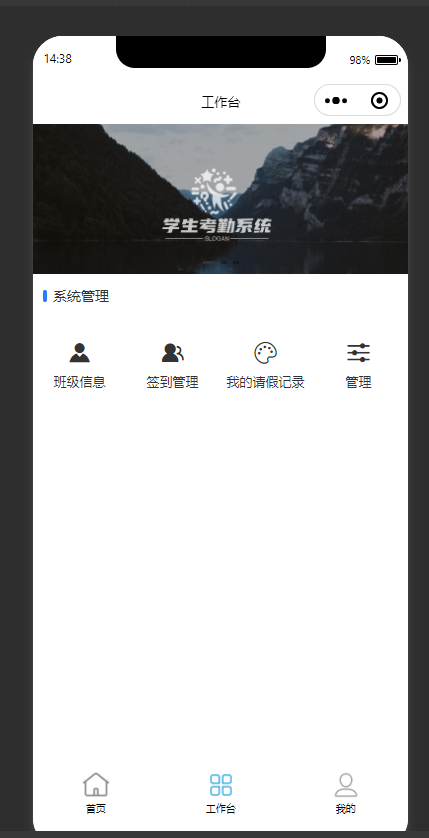 14:38
98%
工作台
学生考勤系统
SLOGAN
系统管理
班级信息
签到管理
我的请假记录
管理
首页
工作台
我的